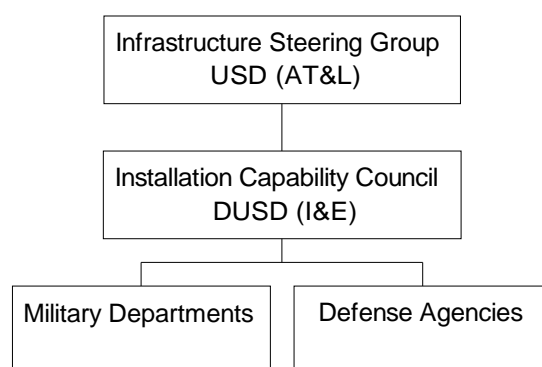 Infrastructure Steering Group
USD (AT&L)
Installation Capability Council
DUSD (I&E)
Military Departments
Defense Agencies